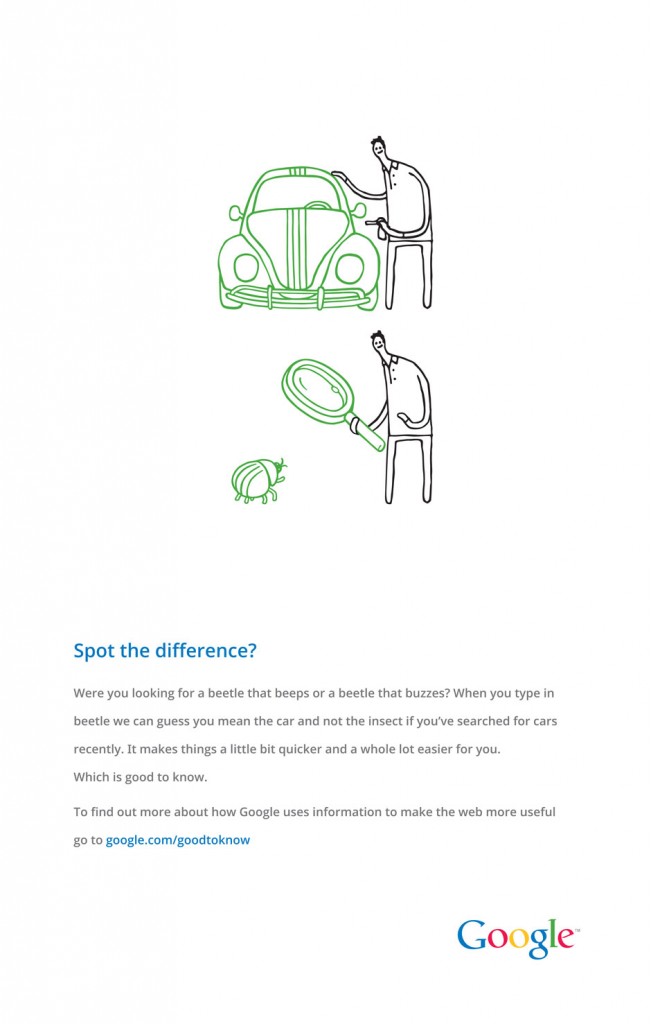 Spot the difference?
Were you looking for a beetle that beeps or a beetle that buzzes? When you type in
beetle we can guess you mean the car and not the insect if you’ve searched for cars
recently. It makes things a little bit quicker and a whole lot easier for you.
Which is good to know.
To find out more about how Google uses information to make the web more useful
go to google.com/goodtoknow
Google™